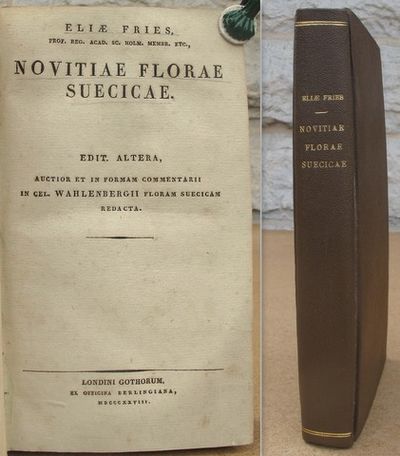 ELIÆ FRIES,
PROF. REG. ACAD. SC. HOLM. MEMBR. ETC.,
NOVITIAE FLORAE
SUECICAE.
EDIT. ALTERA,
AUCTIOR ET IN FORMAM COMMENTARII
IN CEL. WAHLENBERGII FLORAM SUECICAM
REDACTA.
LONDINI GOTHORUM,
EX OFFICINA BERLINGIANA,
MDCCCXXVIII.
ELIÆ FRIES
NOVITIAE
FLORAE
SUECICAE